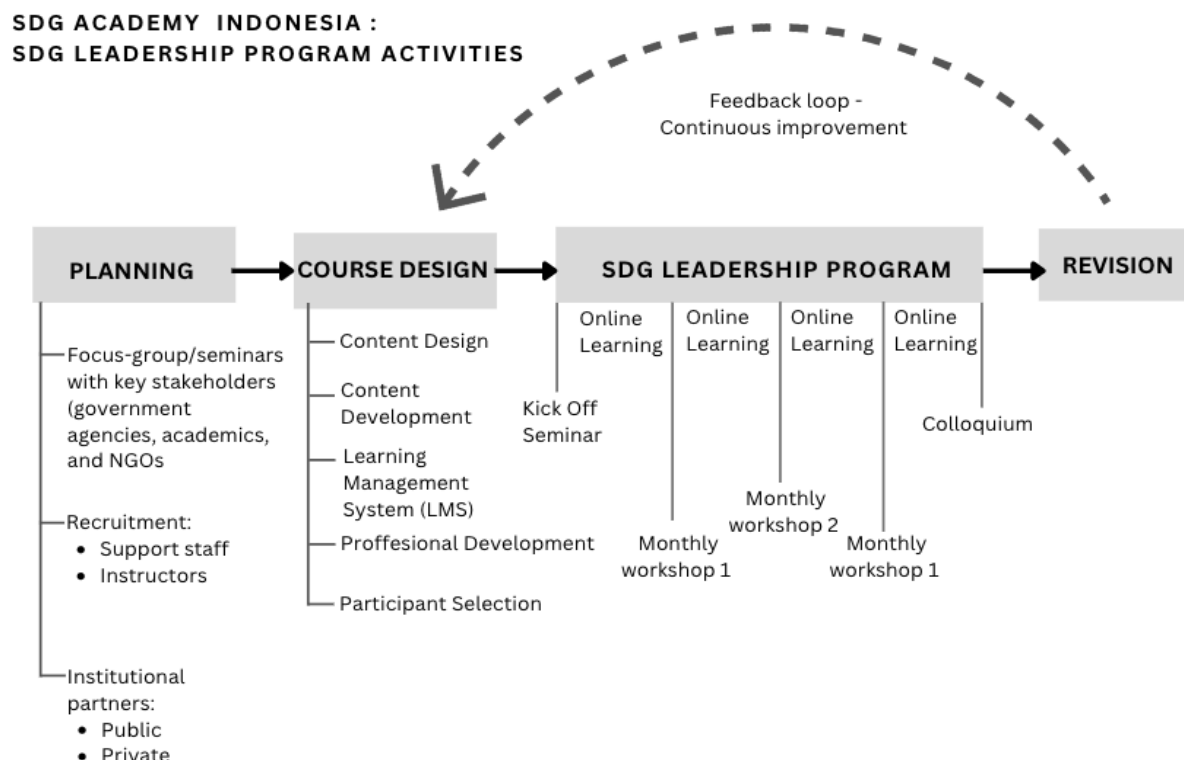 SDG ACADEMY  INDONESIA :
SDG LEADERSHIP PROGRAM ACTIVITIES
Feedback loop -
Continuous improvement
PLANNING
COURSE DESIGN
SDG LEADERSHIP PROGRAM
REVISION
Focus-group/seminars
with key stakeholders
(government
agencies, academics,
and NGOs
Recruitment:
• Support staff
• Instructors
Institutional
partners:
• Public
• Private
Content Design
Content
Development
Learning
Management
System (LMS)
Proffesional Development
Participant Selection
Online
Learning
Online
Learning
Online
Learning
Online
Learning
Kick Off
Seminar
Monthly
workshop 1
Monthly
workshop 2
Monthly
workshop 1
Colloquium